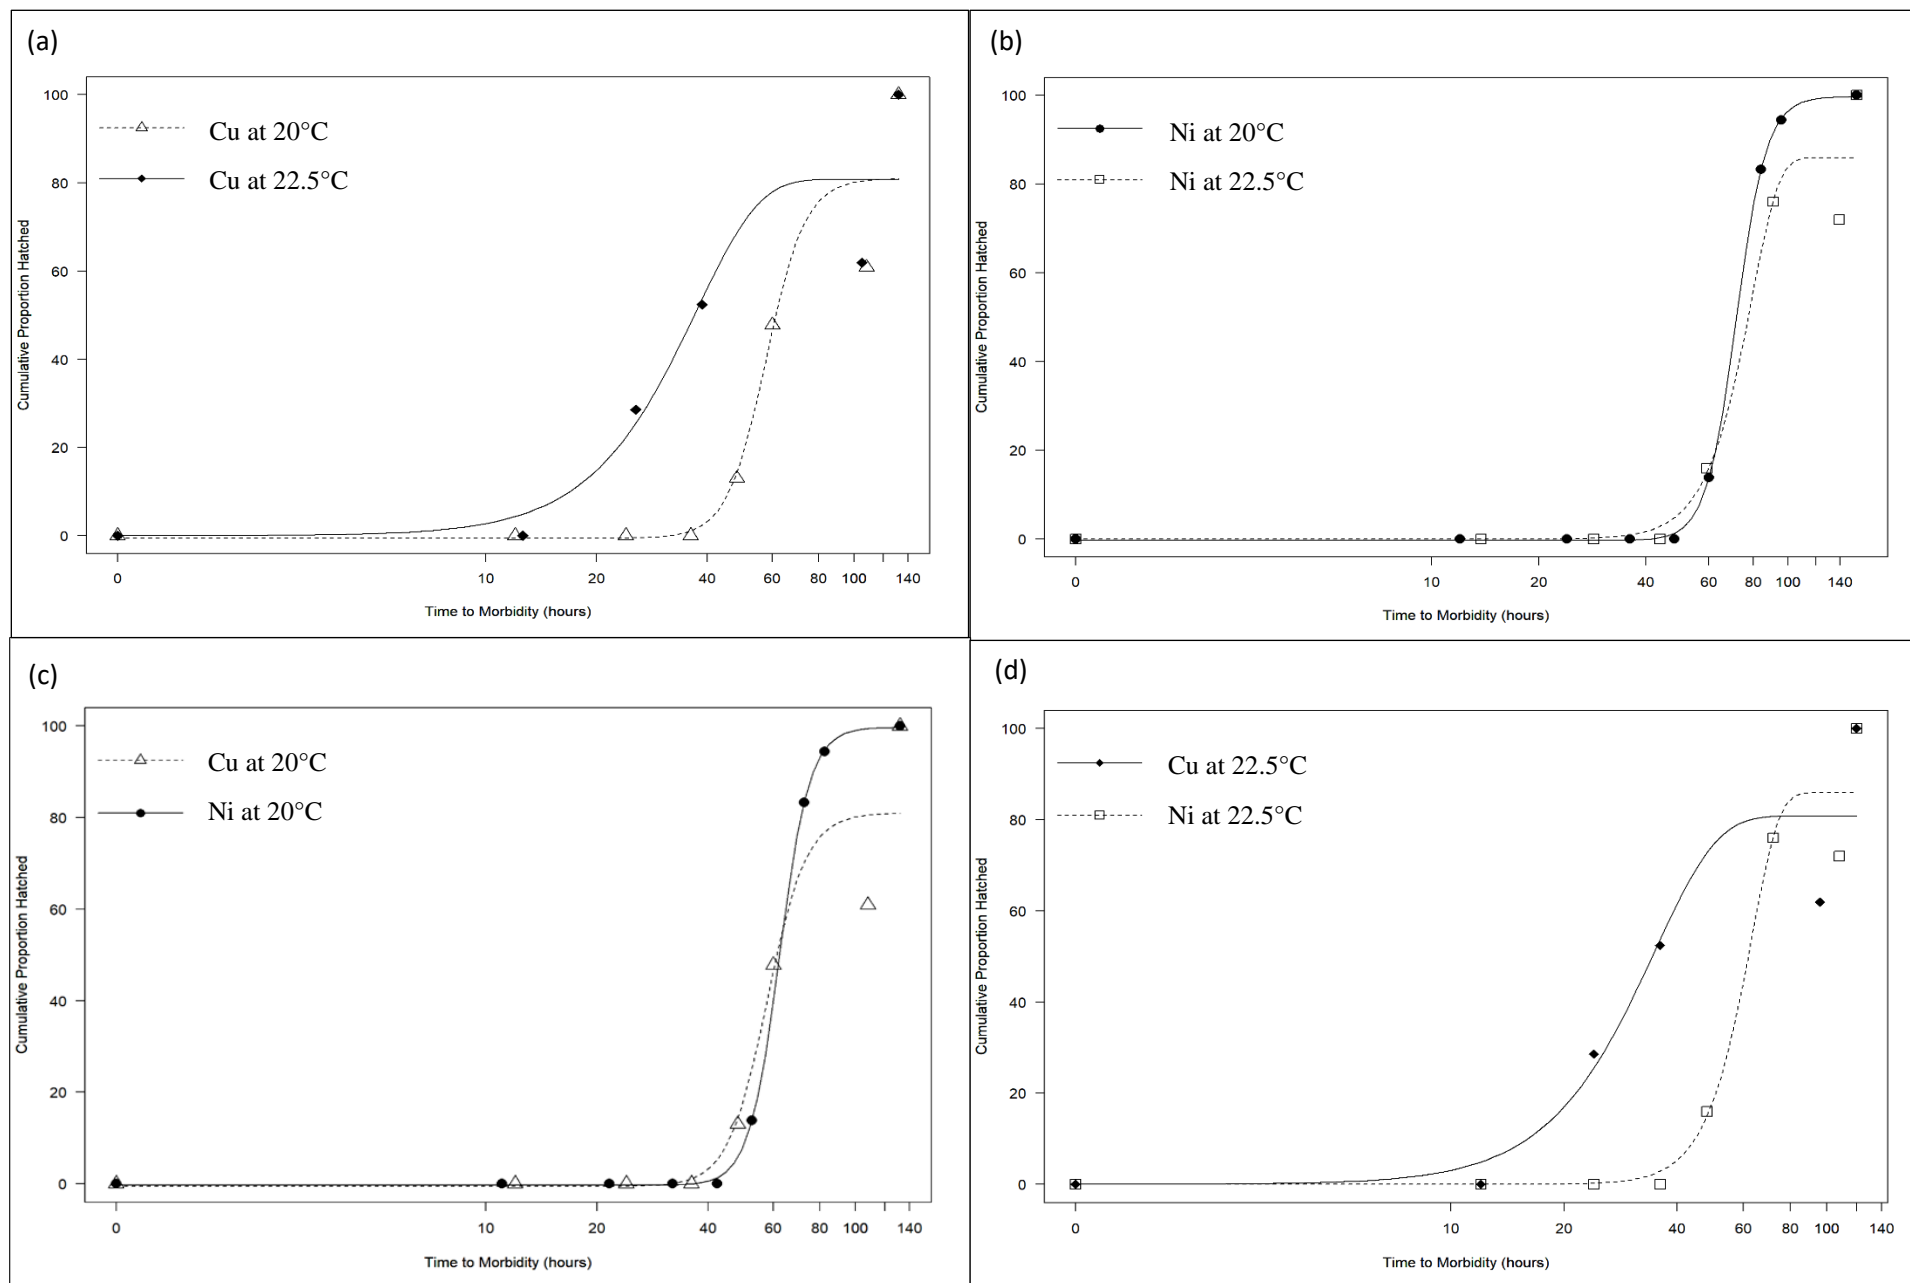 (a)
100
80
60
40
20
0
Cumulative Proportion Hatched
Cu at 20°C
Cu at 22.5°C
0 10 20 40 60 80 100 140
Time to Morbidity (hours)
(b)
100
80
60
40
20
0
Cumulative Proportion Hatched
Ni at 20°C
Ni at 22.5°C
0 10 20 40 60 80 100 140
Time to Morbidity (hours)
(c)
100
80
60
40
20
0
Cumulative Proportion Hatched
Cu at 20°C
Ni at 20°C
0 10 20 40 60 80 100 140
Time to Morbidity (hours)
(d)
100
80
60
40
20
0
Cumulative Proportion Hatched
Cu at 22.5°C
Ni at 22.5°C
0 10 20 40 60 80 100 140
Time to Morbidity (hours)